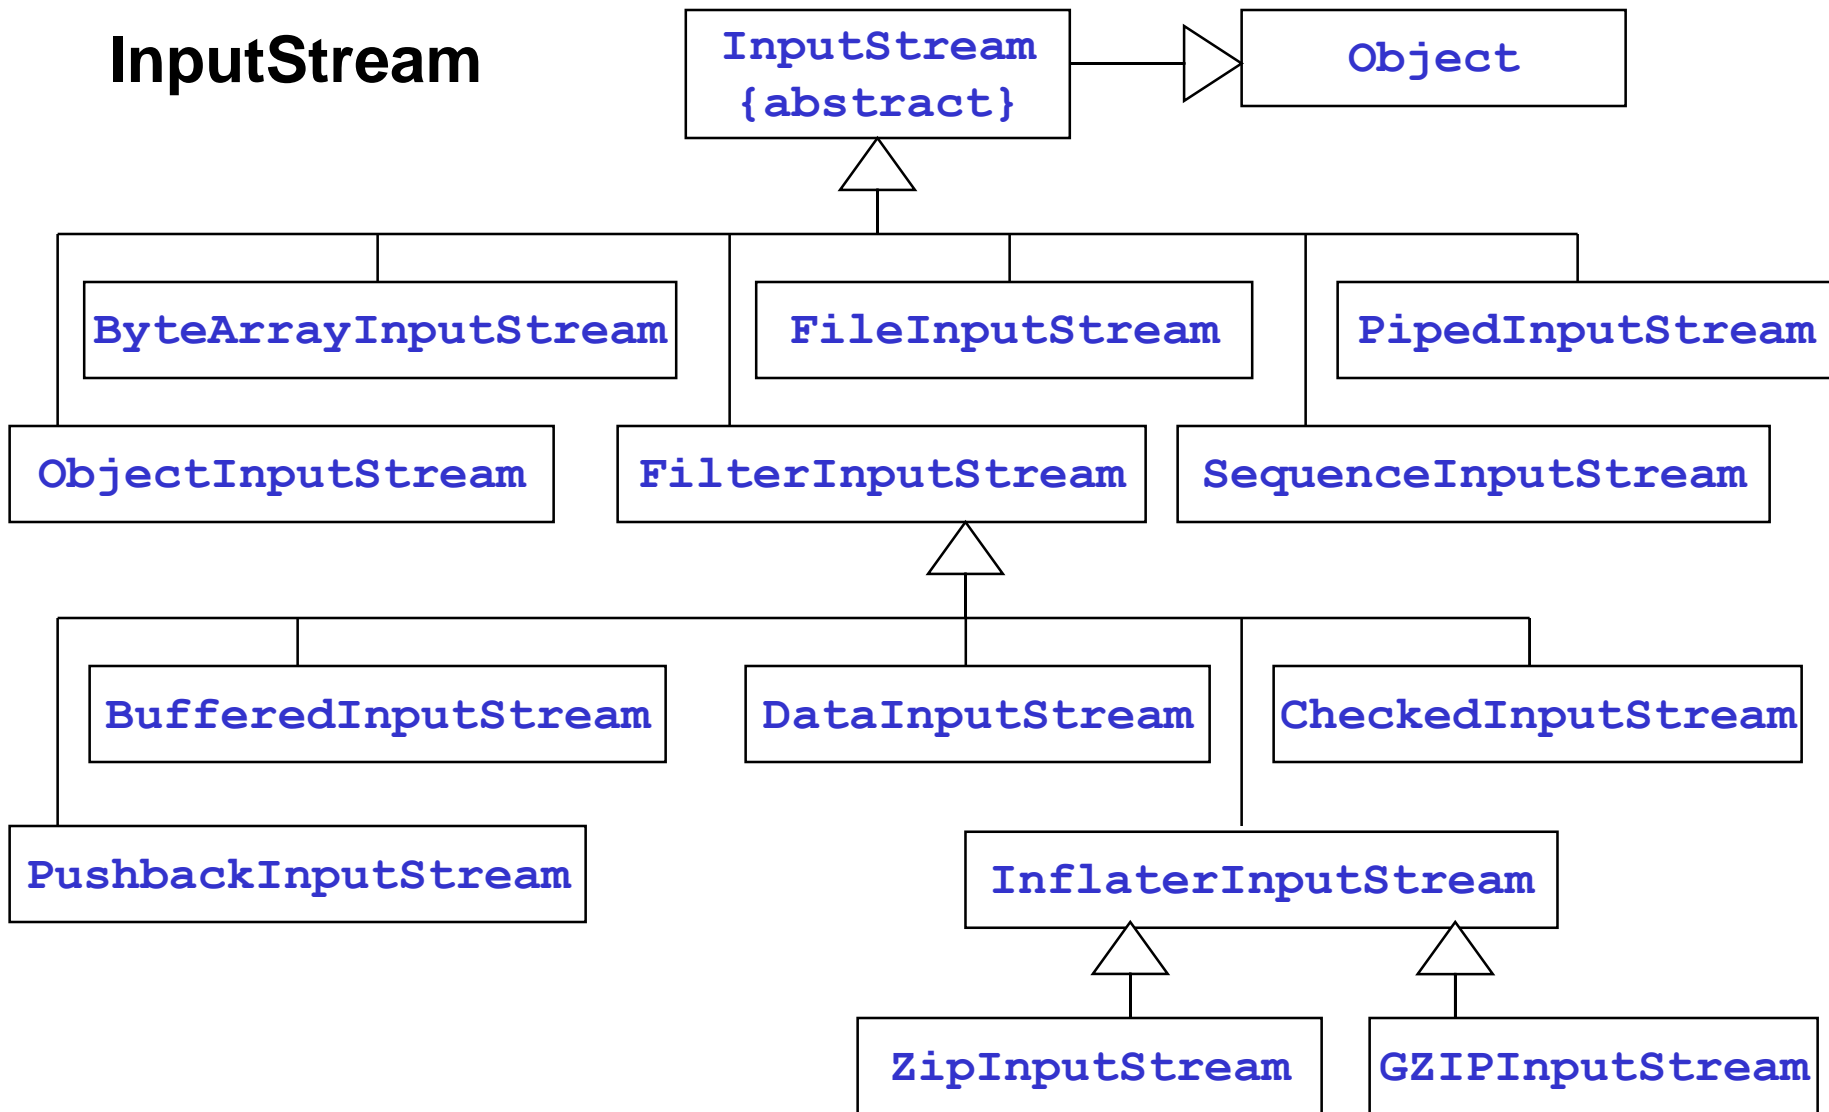 InputStream
InputStream
{abstract}
Object
ByteArrayInputStream
FileInputStream
PipedInputStream
ObjectInputStream
FilterInputStream
SequenceInputStream
BufferedInputStream
DataInputStream
CheckedInputStream
PushbackInputStream
InflaterInputStream
ZipInputStream
GZIPInputStream